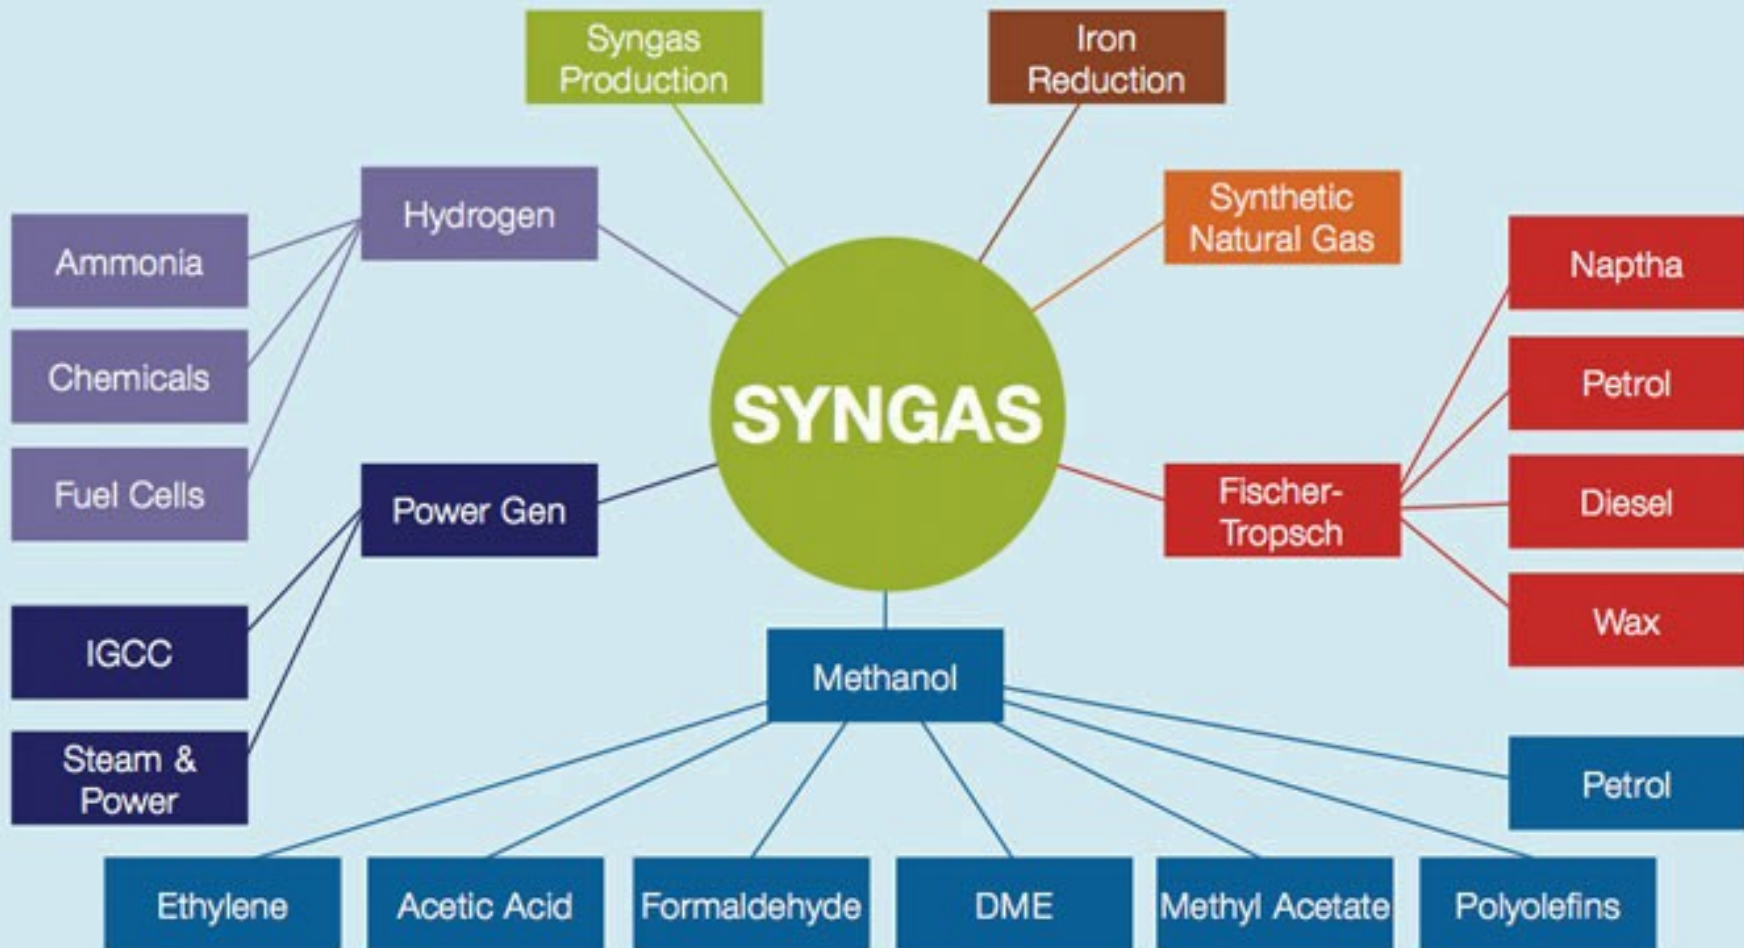 Syngas
Production
Iron
Reduction
Hydrogen
Synthetic
Natural Gas
Ammonia
Naptha
Chemicals
SYNGAS
Petrol
Fuel Cells
Power Gen
Fischer-
Tropsch
Diesel
IGCC
Methanol
Wax
Steam &
Power
Petrol
Ethylene
Acetic Acid
Formaldehyde
DME
Methyl Acetate
Polyolefins